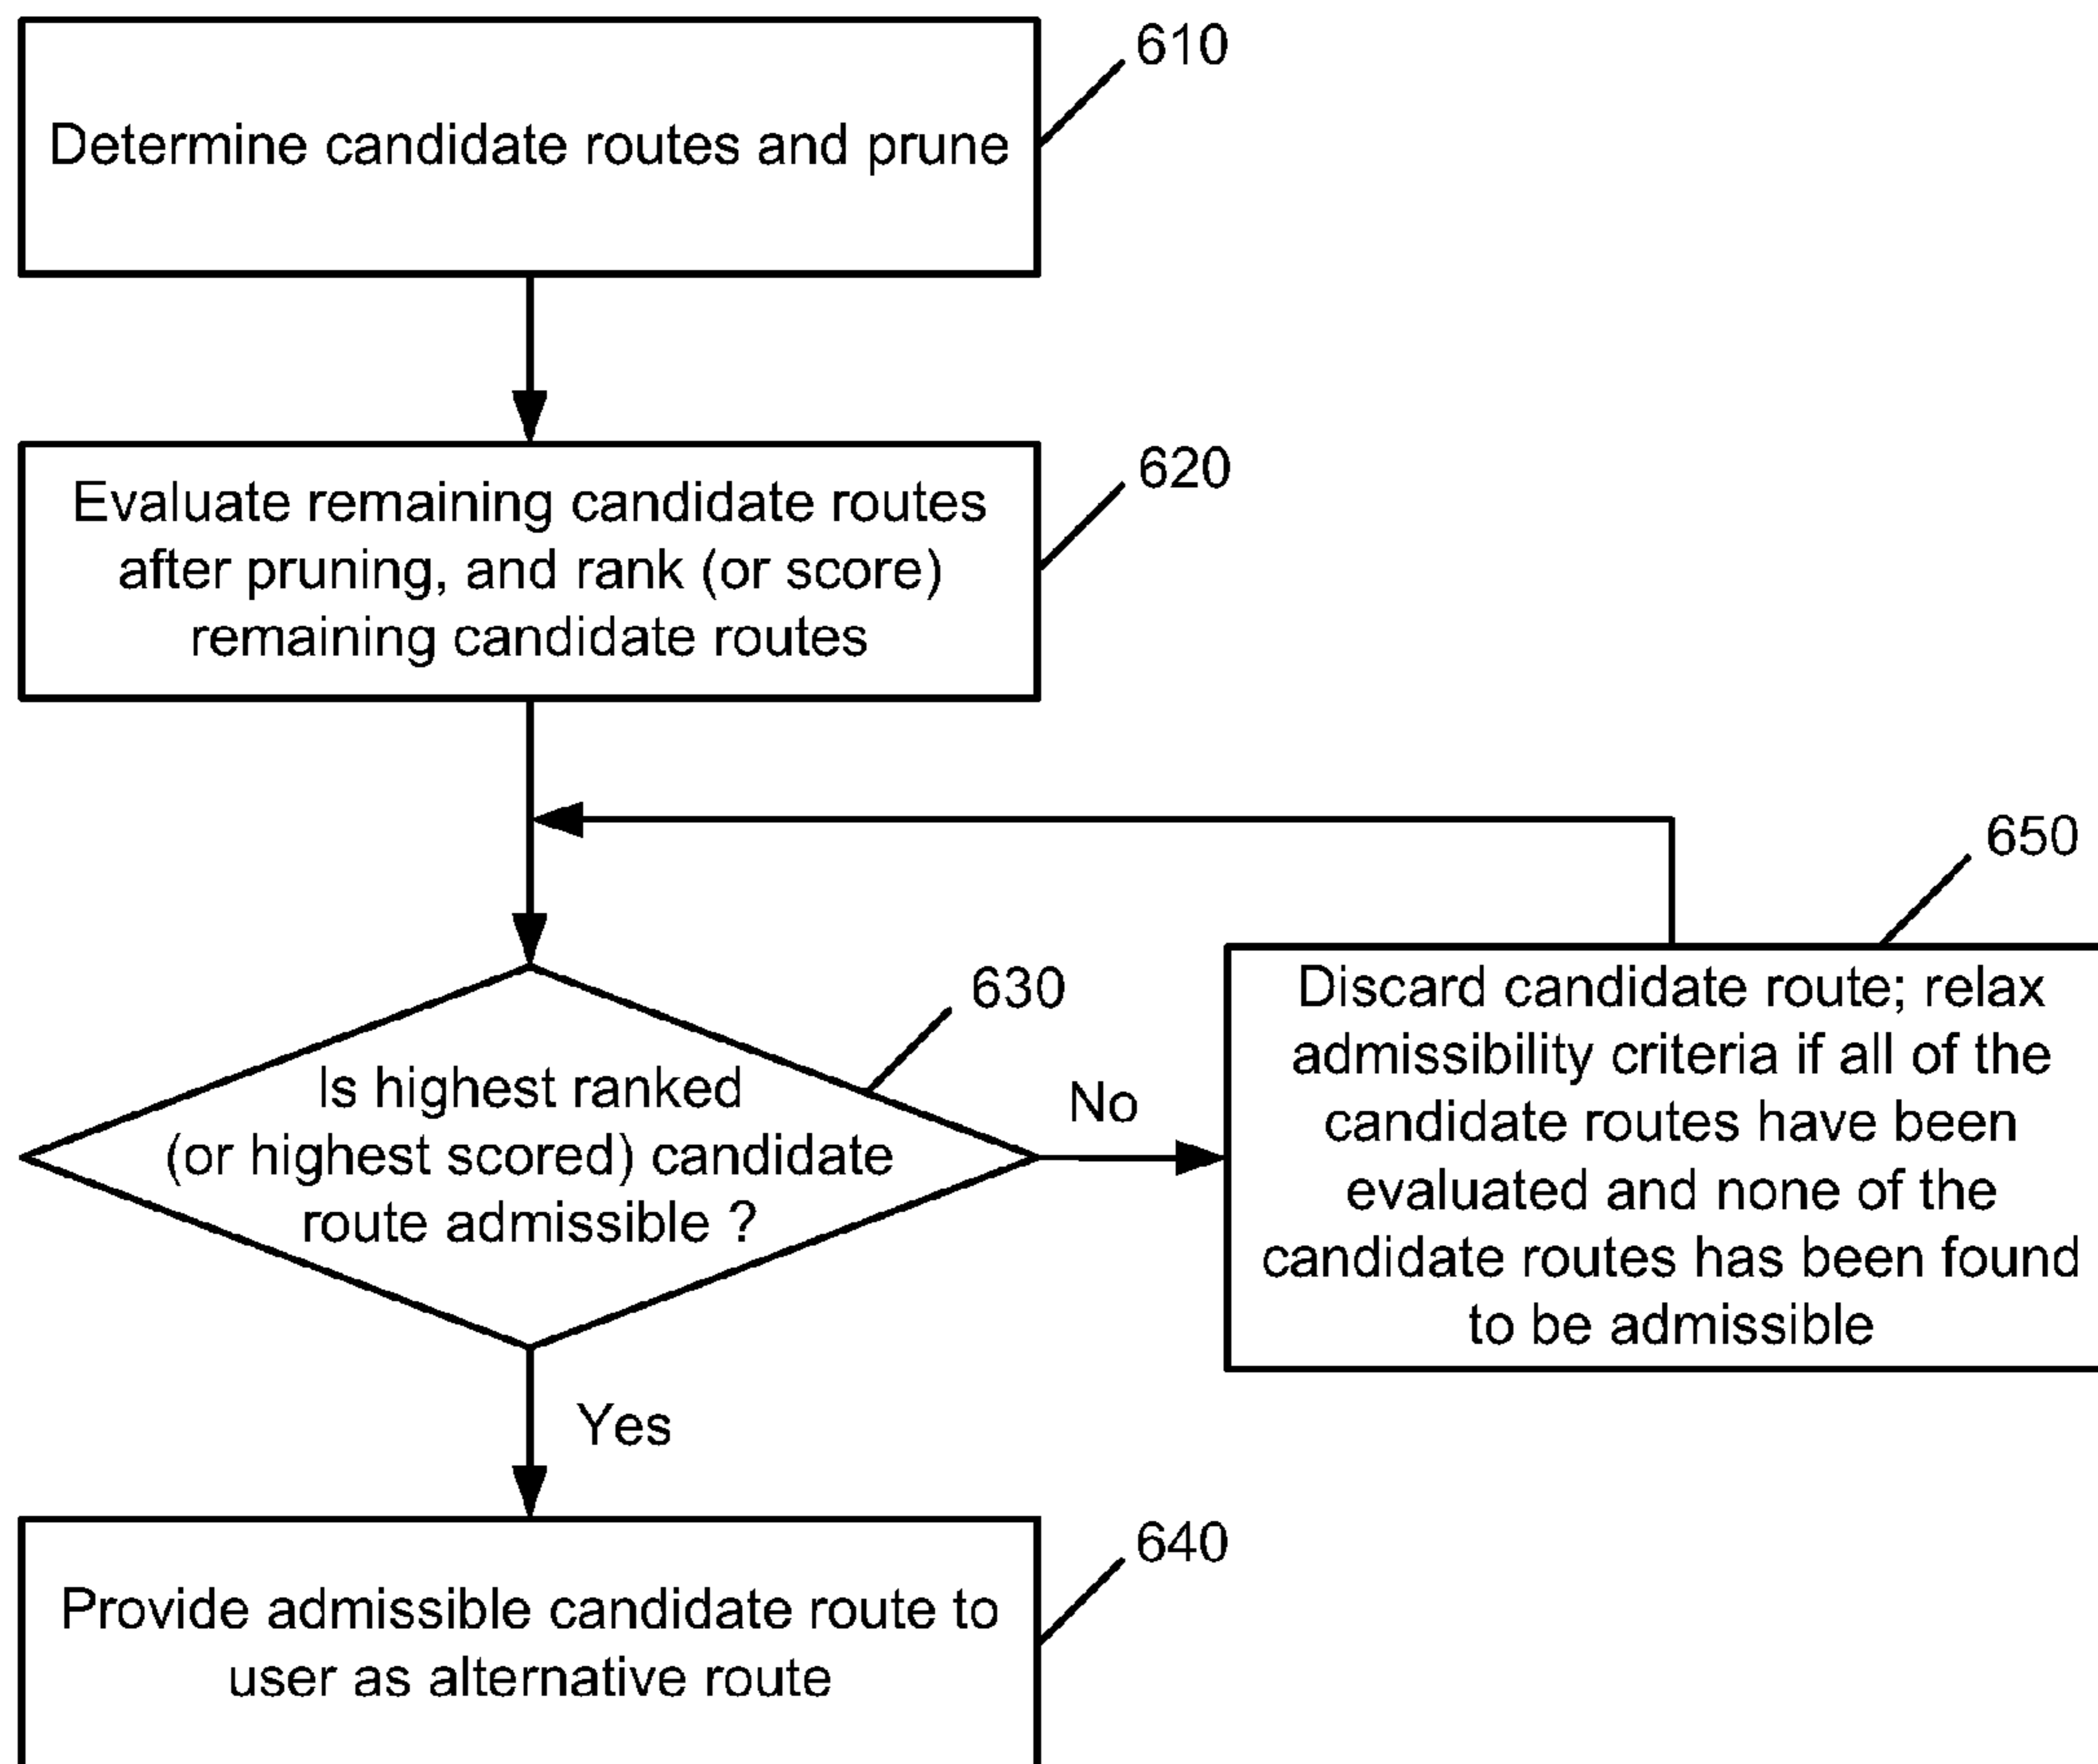 610
Determine candidate routes and prune
620
Evaluate remaining candidate routes
after pruning, and rank (or score)
remaining candidate routes
650
630
Is highest ranked
(or highest scored) candidate
route admissible ?
No
Discard candidate route; relax
admissibility criteria if all of the
candidate routes have been
evaluated and none of the
candidate routes has been found
to be admissible
Yes
640
Provide admissible candidate route to
user as alternative route